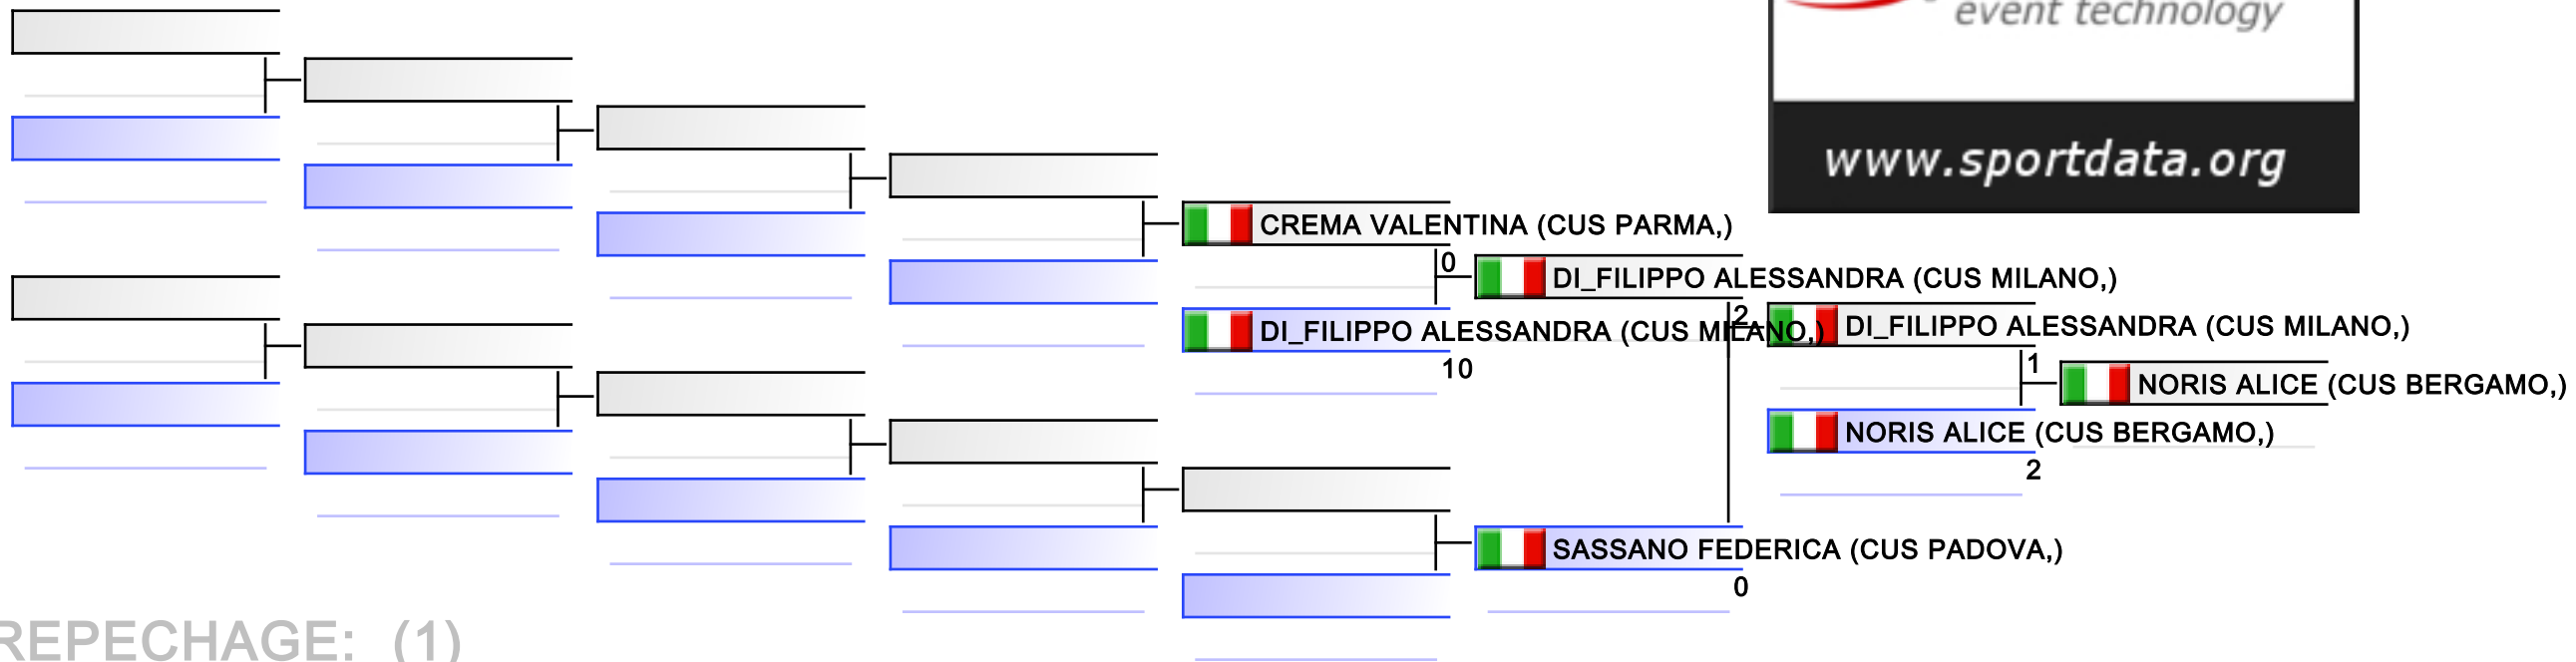 event technology
www.sportdata.org
CREMA VALENTINA (CUS PARMA,)
0
DI_FILIPPO ALESSANDRA (CUS MILANO,)
DI_FILIPPO ALESSANDRA (CUS MILANO,)
10
2
DI_FILIPPO ALESSANDRA (CUS MILANO,)
1
NORIS ALICE (CUS BERGAMO,)
NORIS ALICE (CUS BERGAMO,)
2
SASSANO FEDERICA (CUS PADOVA,)
0
REPECHAGE: (1)